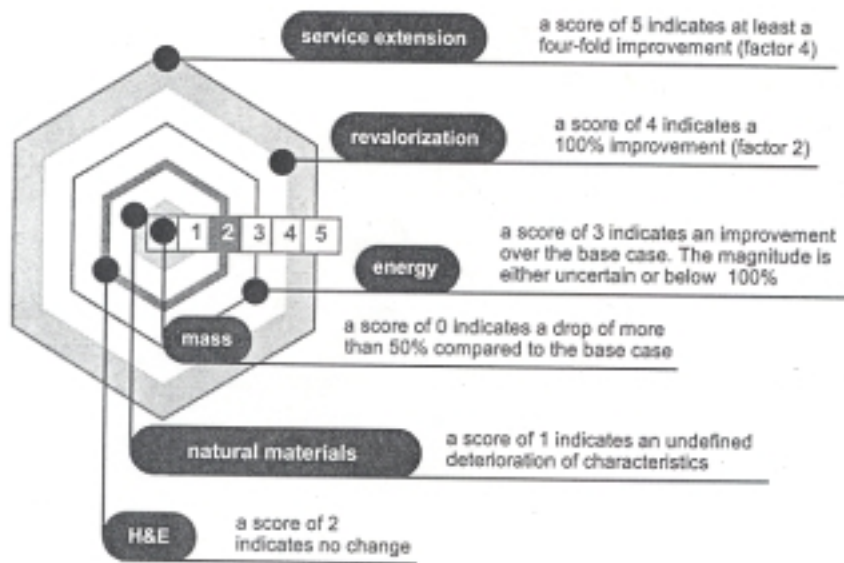 service extension
a score of 5 indicates at least a
four-fold improvement (factor 4)
revalorization
a score of 4 indicates a
100% improvement (factor 2)
1 2 3 4 5
energy
a score of 3 indicates an improvement
over the base case. The magnitude is
either uncertain or below 100%
mass
a score of 0 indicates a drop of more
than 50% compared to the base case
natural materials
a score of 1 indicates an undefined
deterioration of characteristics
H&E
a score of 2
indicates no change